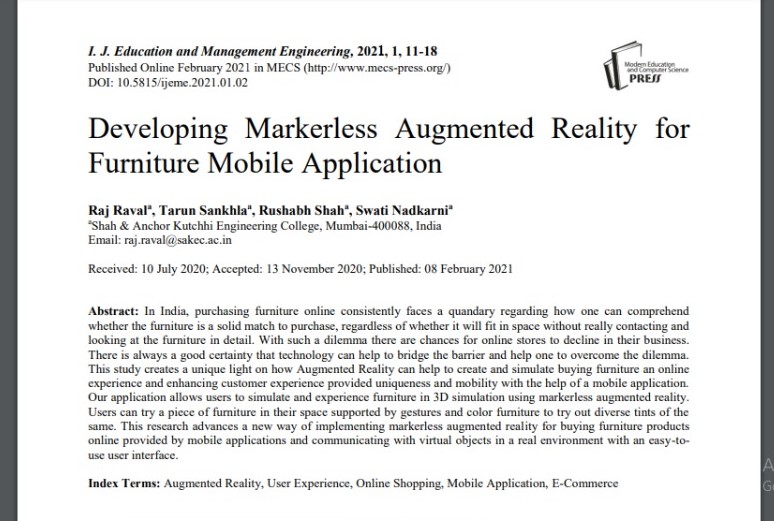 I. J. Education and Management Engineering, 2021, 1, 11-18
Published Online February 2021 in MECS (http://www.mecs-press.org/)
DOI: 10.5815/ijeme.2021.01.02
Modern Education
and Computer Science
PRESS
Developing Markerless Augmented Reality for
Furniture Mobile Application
Raj Ravalª, Tarun Sankhlaª, Rushabh Shahª, Swati Nadkarniª
ªShah & Anchor Kutchhi Engineering College, Mumbai-400088, India
Email: raj.raval@sakec.ac.in
Received: 10 July 2020; Accepted: 13 November 2020; Published: 08 February 2021
Abstract: In India, purchasing furniture online consistently faces a quandary regarding how one can comprehend
whether the furniture is a solid match to purchase, regardless of whether it will fit in space without really contacting and
looking at the furniture in detail. With such a dilemma there are chances for online stores to decline in their business.
There is always a good certainty that technology can help to bridge the barrier and help one to overcome the dilemma.
This study creates a unique light on how Augmented Reality can help to create and simulate buying furniture an online
experience and enhancing customer experience provided uniqueness and mobility with the help of a mobile application.
Our application allows users to simulate and experience furniture in 3D simulation using markerless augmented reality.
Users can try a piece of furniture in their space supported by gestures and color furniture to try out diverse tints of the
same. This research advances a new way of implementing markerless augmented reality for buying furniture products
online provided by mobile applications and communicating with virtual objects in a real environment with an easy-to-
use user interface.
Index Terms: Augmented Reality, User Experience, Online Shopping, Mobile Application, E-Commerce